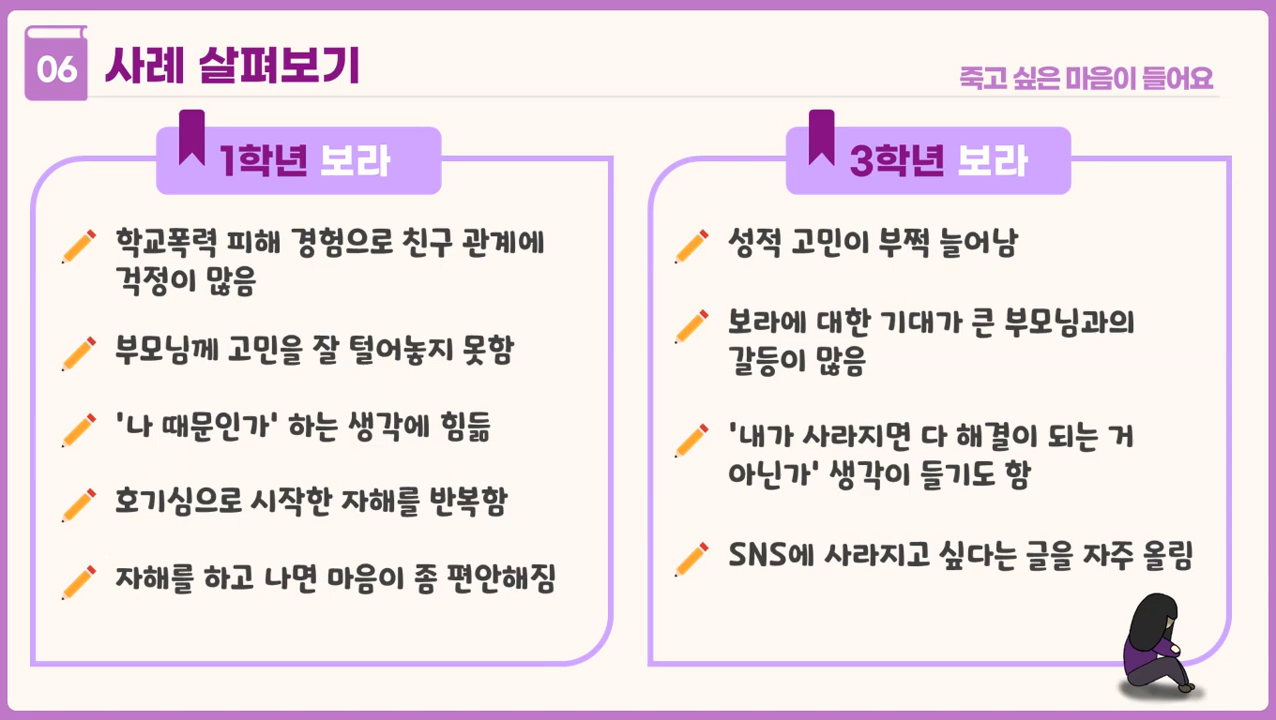 06 사례 살펴보기
죽고 싶은 마음이 들어요
1학년 보라
학교폭력 피해 경험으로 친구 관계에
걱정이 많음
부모님께 고민을 잘 털어놓지 못함
'나 때문인가' 하는 생각에 힘듦
호기심으로 시작한 자해를 반복함
자해를 하고 나면 마음이 좀 편안해짐
3학년 보라
성적 고민이 부쩍 늘어남
보라에 대한 기대가 큰 부모님과의
갈등이 많음
'내가 사라지면 다 해결이 되는 거
아닌가' 생각이 들기도 함
SNS에 사라지고 싶다는 글을 자주 올림